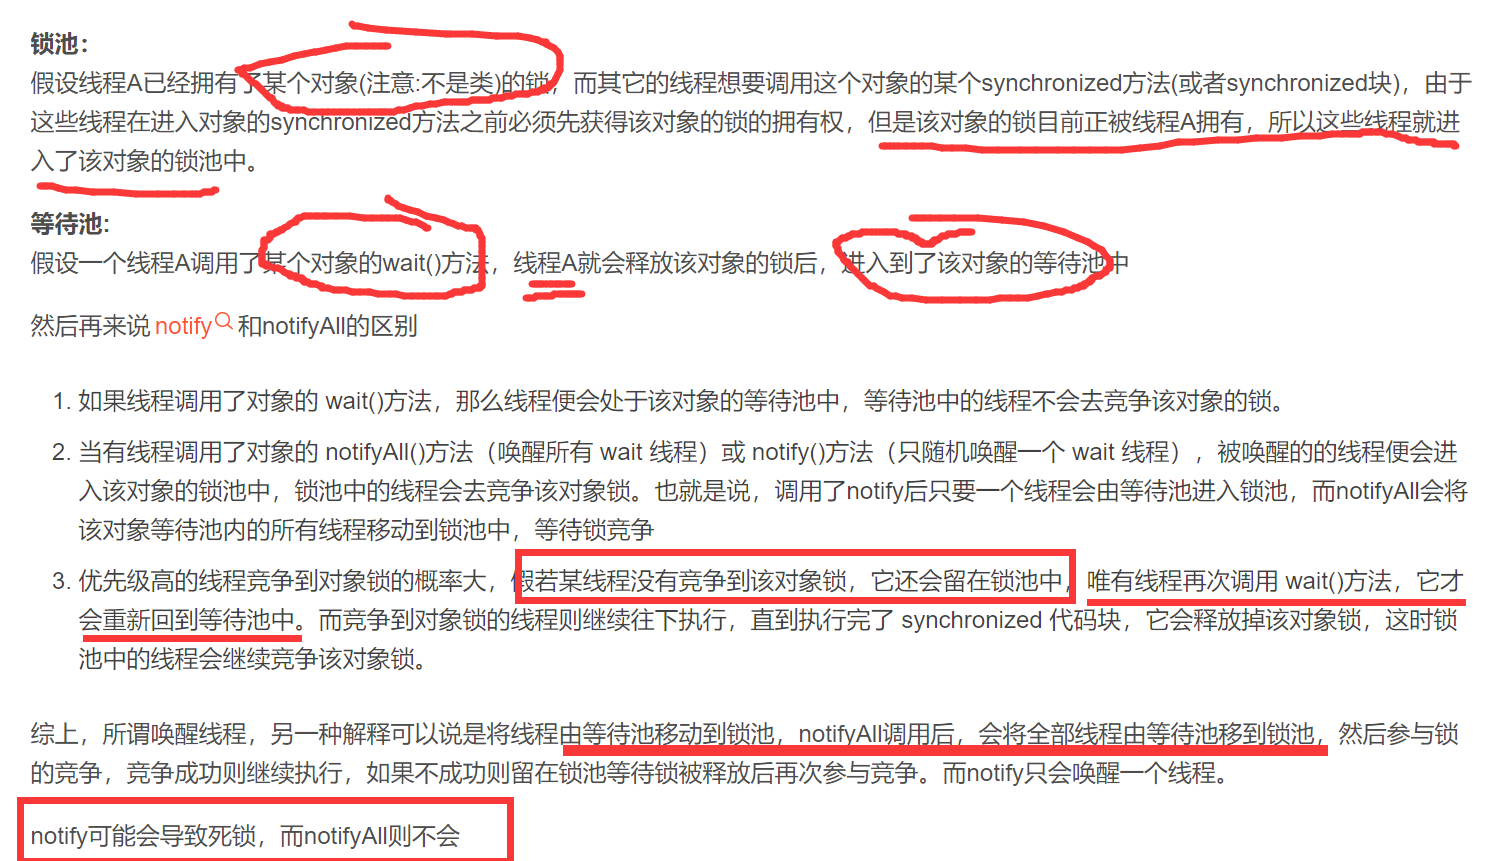 锁池：
假设线程A已经拥有了某个对象(注意:不是类)的锁，而其它的线程想要调用这个对象的某个synchronized方法(或者synchronized块)，由于
这些线程在进入对象的synchronized方法之前必须先获得该对象的锁的拥有权，但是该对象的锁目前正被线程A拥有，所以这些线程就进
入了该对象的锁池中。
等待池：
假设一个线程A调用了某个对象的wait()方法，线程A就会释放该对象的锁后，进入到了该对象的等待池中
然后再来说 notify 和notifyAll的区别
1. 如果线程调用了对象的 wait()方法，那么线程便会处于该对象的等待池中，等待池中的线程不会去竞争该对象的锁。
2. 当有线程调用了对象的 notifyAll()方法（唤醒所有 wait 线程）或 notify()方法（只随机唤醒一个 wait 线程），被唤醒的的线程便会进
入该对象的锁池中，锁池中的线程会去竞争该对象锁。也就是说，调用了notify后只要一个线程会由等待池进入锁池，而notifyAll会将
该对象等待池内的所有线程移动到锁池中，等待锁竞争
3. 优先级高的线程竞争到对象锁的概率大，假若某线程没有竞争到该对象锁，它还会留在锁池中，唯有线程再次调用 wait()方法，它才
会重新回到等待池中。而竞争到对象锁的线程则继续往下执行，直到执行完了 synchronized 代码块，它会释放掉该对象锁，这时锁
池中的线程会继续竞争该对象锁。
综上，所谓唤醒线程，另一种解释可以说是将线程由等待池移动到锁池，notifyAll调用后，会将全部线程由等待池移到锁池，然后参与锁
的竞争，竞争成功则继续执行，如果不成功则留在锁池等待锁被释放后再次参与竞争。而notify只会唤醒一个线程。
notify可能会导致死锁，而notifyAll则不会